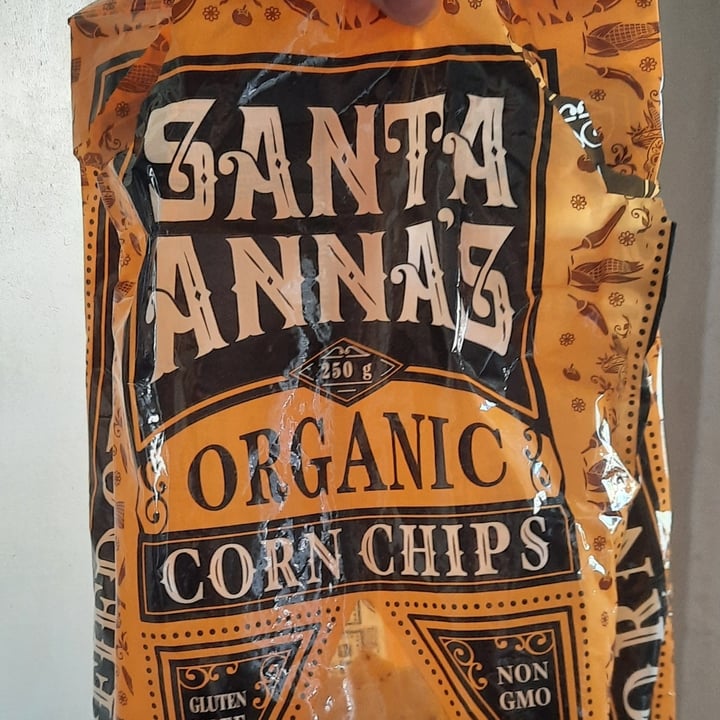 SANTA
ANNA'S
250 g
ORGANIC
CORN CHIPS
GLUTEN
NON
GMO